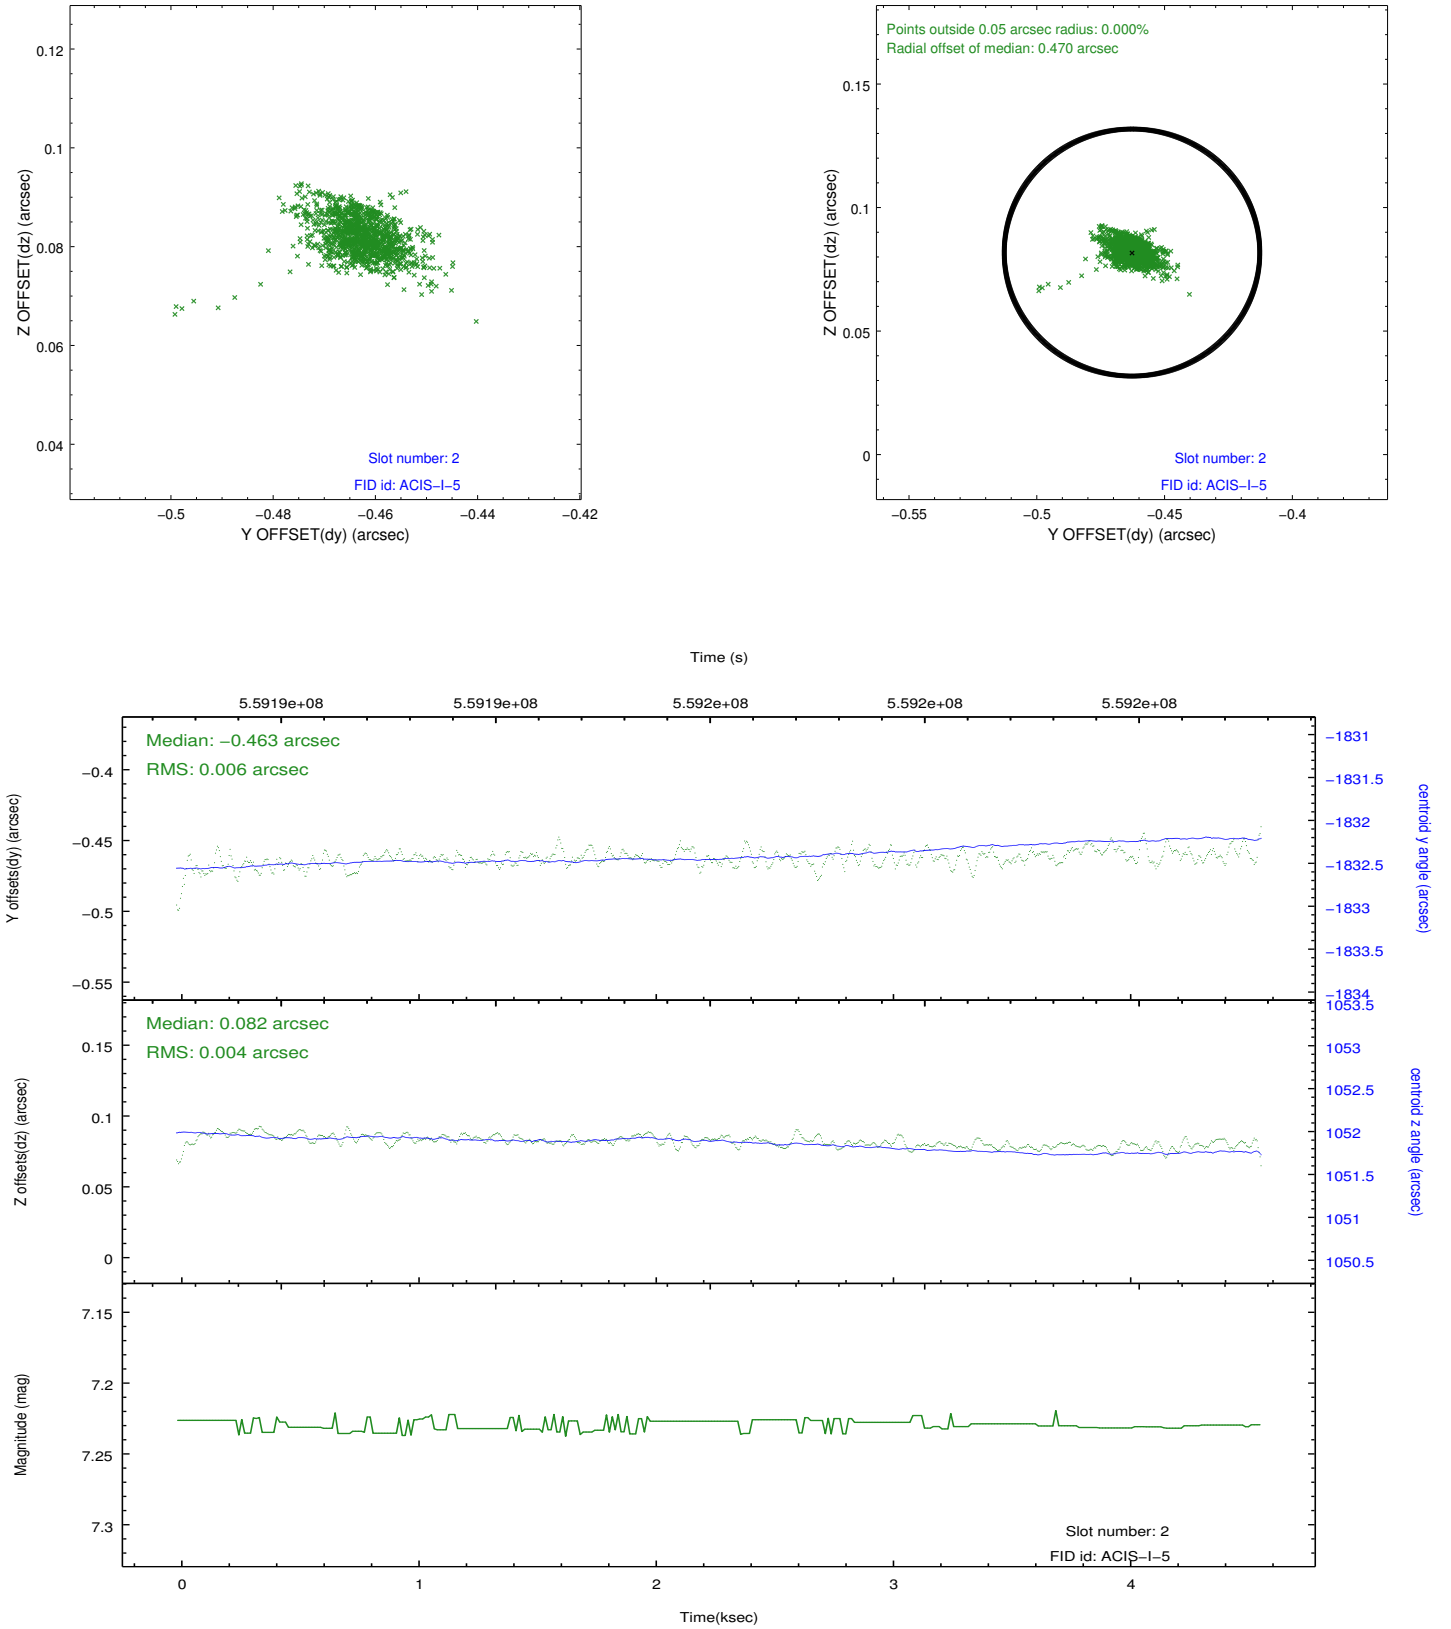 0.12
0.1
0.08
0.06
0.04
Z OFFSET(dz) (arcsec)
Slot number: 2
FID id: ACIS−I−5
−0.5
−0.48
−0.46
−0.44
−0.42
Y OFFSET(dy) (arcsec)
Points outside 0.05 arcsec radius: 0.000%
Radial offset of median: 0.470 arcsec
0.15
0.1
0.05
0
Z OFFSET(dz) (arcsec)
Slot number: 2
FID id: ACIS−I−5
−0.55
−0.5
−0.45
−0.4
Y OFFSET(dy) (arcsec)
Time (s)
5.5919e+08
5.5919e+08
5.592e+08
5.592e+08
5.592e+08
Median: −0.463 arcsec
RMS: 0.006 arcsec
−0.4
−0.45
−0.5
−0.55
Y offsets(dy) (arcsec)
−1831
−1831.5
−1832
−1832.5
−1833
−1833.5
−1834
centroid y angle (arcsec)
Median: 0.082 arcsec
RMS: 0.004 arcsec
0.15
0.1
0.05
0
Z offsets(dz) (arcsec)
1053.5
1053
1052.5
1052
1051.5
1051
1050.5
centroid z angle (arcsec)
7.15
7.2
7.25
7.3
Magnitude (mag)
Slot number: 2
FID id: ACIS−I−5
0
1
2
3
4
Time(ksec)